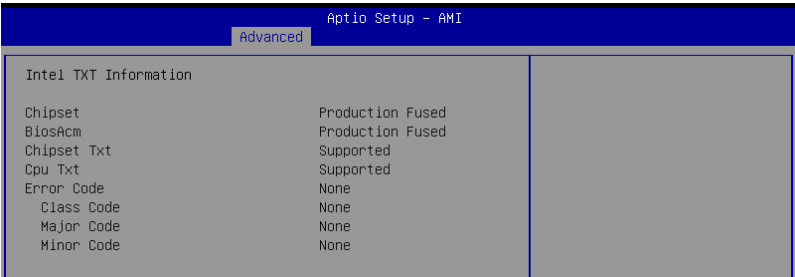 Aptio Setup – AMI
Advanced
Intel TXT Information
Chipset Production Fused
BiosAcm Production Fused
Chipset Txt Supported
Cpu Txt Supported
Error Code None
Class Code None
Major Code None
Minor Code None